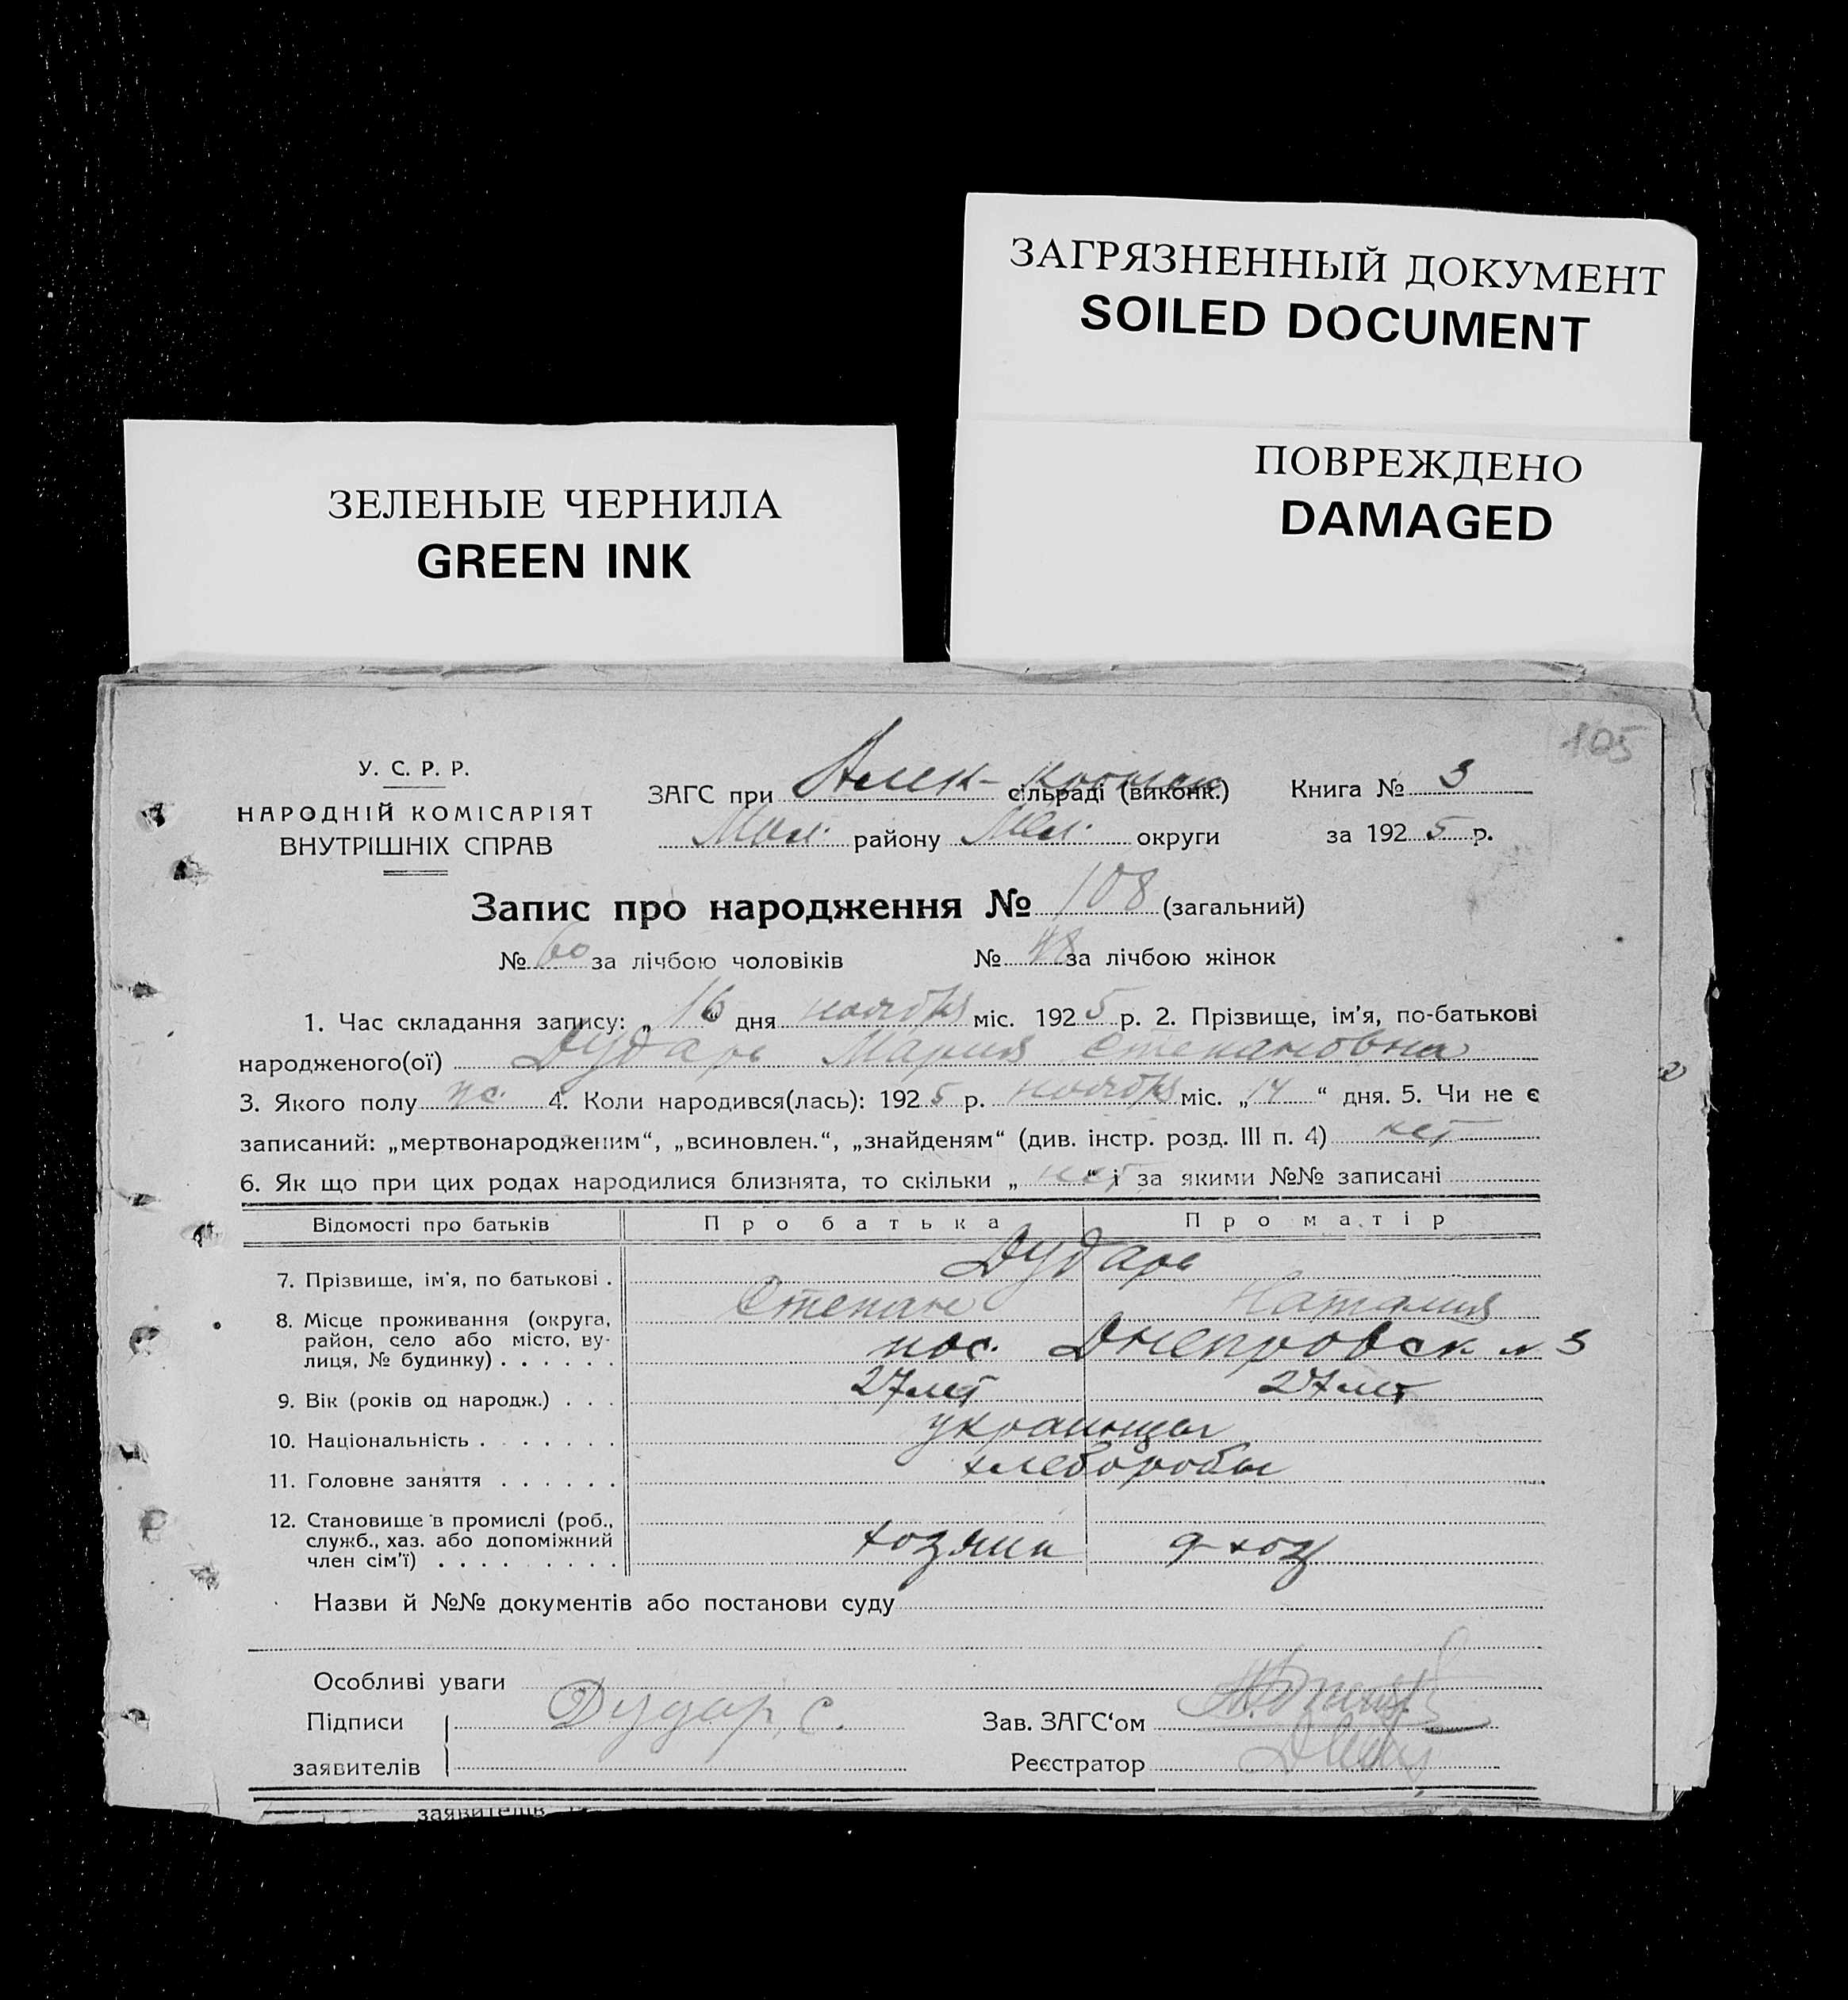 ЗАГРЯЗНЕННЫЙ ДОКУМЕНТ
SOILED DOCUMENT
ПОВРЕЖДЕНО
DAMAGED
ЗЕЛЕНЫЕ ЧЕРНИЛА
GREEN INK
105
У. С. Р. Р.
НАРОДНІЙ КОМІСАРІЯТ
ВНУТРІШНІХ СПРАВ
ЗАГС при Алек- сільраді (виконк.) Книга № 3
района Мел. округи за 1925 р.
Запис про народження № 108 (загальний)
№ 60 за лічбою чоловіків № 48 за лічбою жінок
1. Час складання запису: „16 дня ноября міс. 1925 р. 2. Прізвище, ім'я, по-батькові
народженого(ої) Дударь Мария Степановна
3. Якого полу 4. Коли народився(лась): 1925 р. ноября міс. „14“ дня. 5. Чи не є
записаний: „мертвонародженим“, „всиновлен.“, „знайденям“ (див. інстр. розд. III п. 4) нет
6. Як що при цих родах народилися близнята, то скільки „нет“ і за якими №№ записані
Відомості про батьків Про батька Про матір
7. Прізвище, ім'я, по батькові . Дударь
Степан Наталия
8. Місце проживання (округа,
район, село або місто, ву-
лиця, № будинку) . . . . . . пос. Днепровск № 3
9. Вік (років од народж.) . . . 27 лет 27 лет
10. Національність . . . . . . . украинцы
11. Головне заняття . . . . . . хлеборобы
12. Становище в промислі (роб.,
служб., хаз. або допоміжний
член сім'ї) . . . . . . . . . хозяин д-хоз
Назви й №№ документів або постанови суду
Особливі уваги
Підписи Дудар, С. Зав. ЗАГС‘ом
заявителів Реєстратор
заявителів